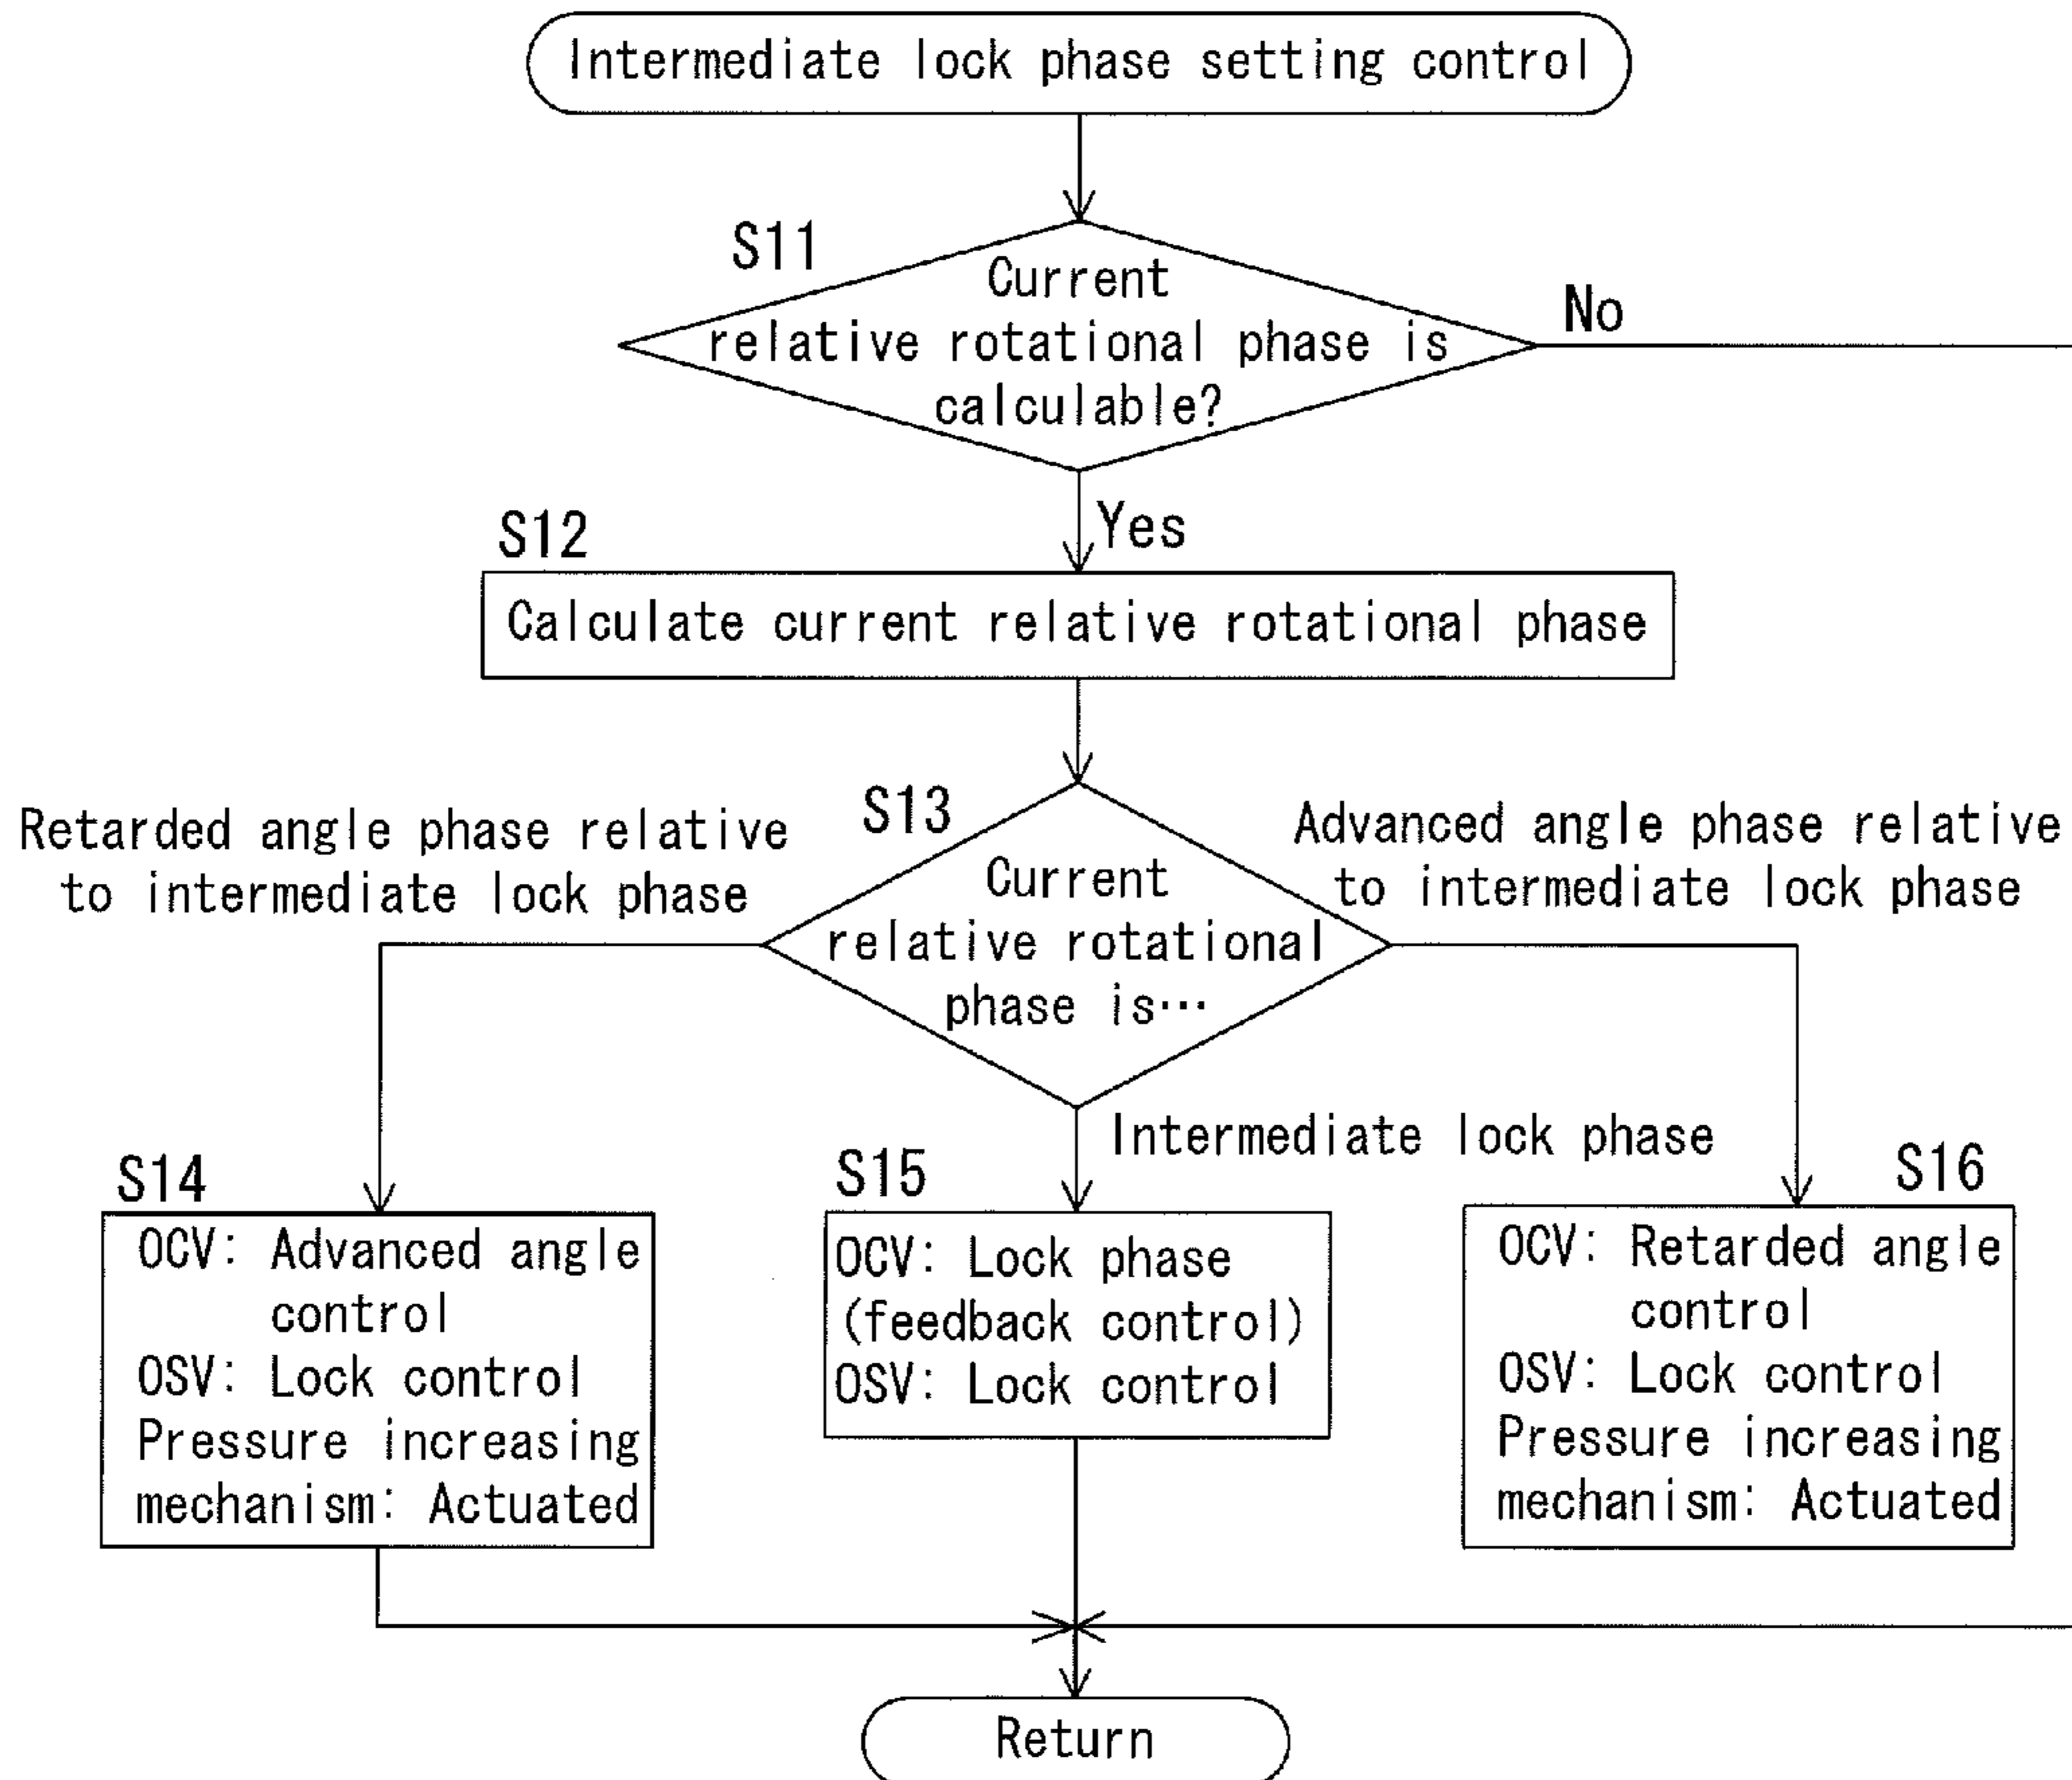 Intermediate lock phase setting control
S11
Current
relative rotational phase is
calculable?
No
Yes
S12
Calculate current relative rotational phase
S13
Current
relative rotational
phase is…
Retarded angle phase relative
to intermediate lock phase
Advanced angle phase relative
to intermediate lock phase
Intermediate lock phase
S14
OCV: Advanced angle
control
OSV: Lock control
Pressure increasing
mechanism: Actuated
S15
OCV: Lock phase
(feedback control)
OSV: Lock control
S16
OCV: Retarded angle
control
OSV: Lock control
Pressure increasing
mechanism: Actuated
Return